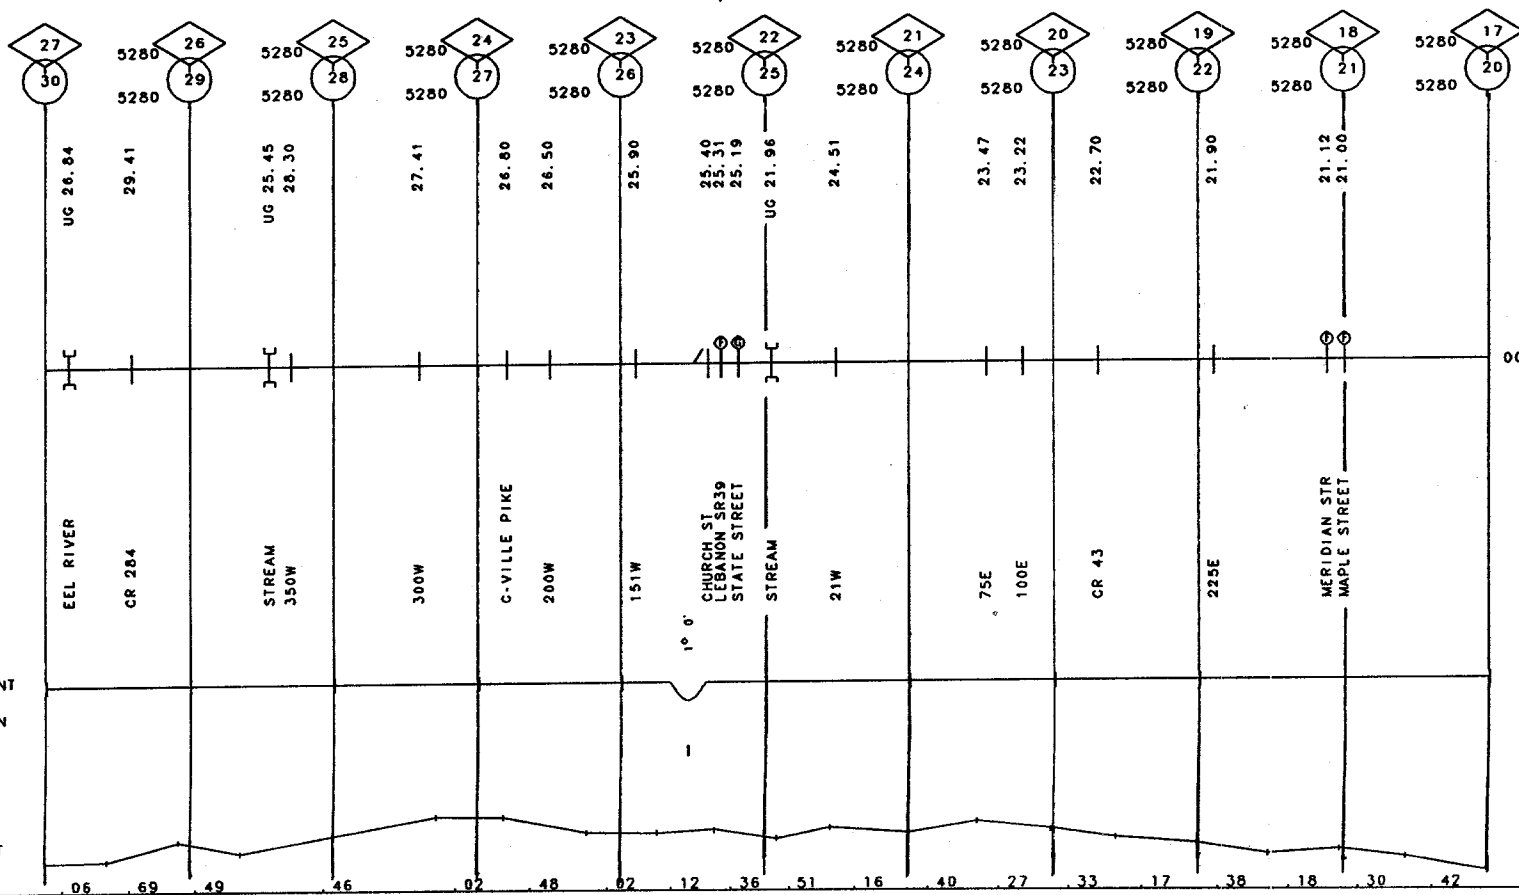 27 26 25 24 23 22 21 20 19 18 17
5280 5280 5280 5280 5280 5280 5280 5280 5280 5280
30 29 28 27 26 25 24 23 22 21 20
5280 5280 5280 5280 5280 5280 5280 5280 5280 5280
UG 26.84
29.41
UG 25.45
28.30
27.41
26.80
26.50
25.90
25.40
25.31
25.19
UG 21.96
24.51
23.47
23.22
22.70
21.90
21.12
21.00
F G F F
EEL RIVER
CR 284
STREAM
350W
300W
C-VILLE PIKE
200W
151W
CHURCH ST
LEBANON SR39
STATE STREET
STREAM
21W
75E
100E
CR 43
225E
MERIDIAN STR
MAPLE STREET
1° 0'
NT
N
.06 .69 .49 .46 .02 .48 .02 .12 .36 .51 .16 .40 .27 .33 .17 .38 .18 .30 .42